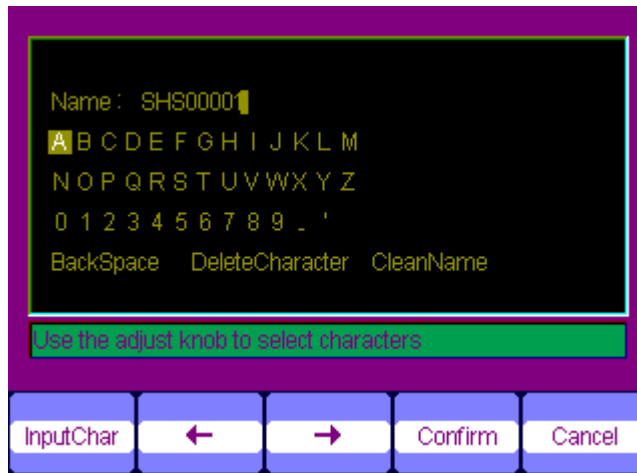 Name: SHS00001
A B C D E F G H I J K L M
N O P Q R S T U V W X Y Z
0 1 2 3 4 5 6 7 8 9 _ '
BackSpace DeleteCharacter CleanName
Use the adjust knob to select characters
InputChar ← → Confirm Cancel